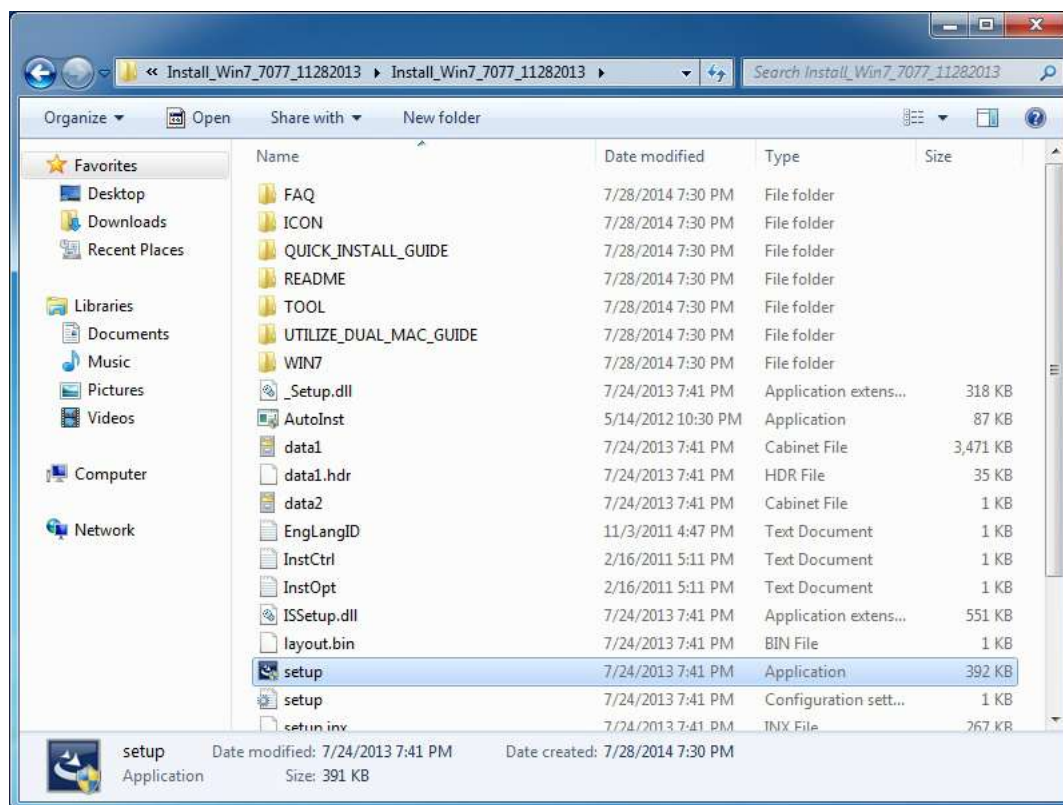 « Install_Win7_7077_11282013 ▸ Install_Win7_7077_11282013 ▸ Search Install_Win7_7077_11282013
Organize Open Share with New folder
Name Date modified Type Size
Favorites
Desktop
Downloads
Recent Places
Libraries
Documents
Music
Pictures
Videos
Computer
Network
FAQ 7/28/2014 7:30 PM File folder
ICON 7/28/2014 7:30 PM File folder
QUICK_INSTALL_GUIDE 7/28/2014 7:30 PM File folder
README 7/28/2014 7:30 PM File folder
TOOL 7/28/2014 7:30 PM File folder
UTILIZE_DUAL_MAC_GUIDE 7/28/2014 7:30 PM File folder
WIN7 7/28/2014 7:30 PM File folder
_Setup.dll 7/24/2013 7:41 PM Application extens... 318 KB
AutoInst 5/14/2012 10:30 PM Application 87 KB
data1 7/24/2013 7:41 PM Cabinet File 3,471 KB
data1.hdr 7/24/2013 7:41 PM HDR File 35 KB
data2 7/24/2013 7:41 PM Cabinet File 1 KB
EngLangID 11/3/2011 4:47 PM Text Document 1 KB
InstCtrl 2/16/2011 5:11 PM Text Document 1 KB
InstOpt 2/16/2011 5:11 PM Text Document 1 KB
ISSetup.dll 7/24/2013 7:41 PM Application extens... 551 KB
layout.bin 7/24/2013 7:41 PM BIN File 1 KB
setup 7/24/2013 7:41 PM Application 392 KB
setup 7/24/2013 7:41 PM Configuration sett... 1 KB
setup.inx 7/24/2013 7:41 PM INX File 267 KB
setup Date modified: 7/24/2013 7:41 PM Date created: 7/28/2014 7:30 PM
Application Size: 391 KB